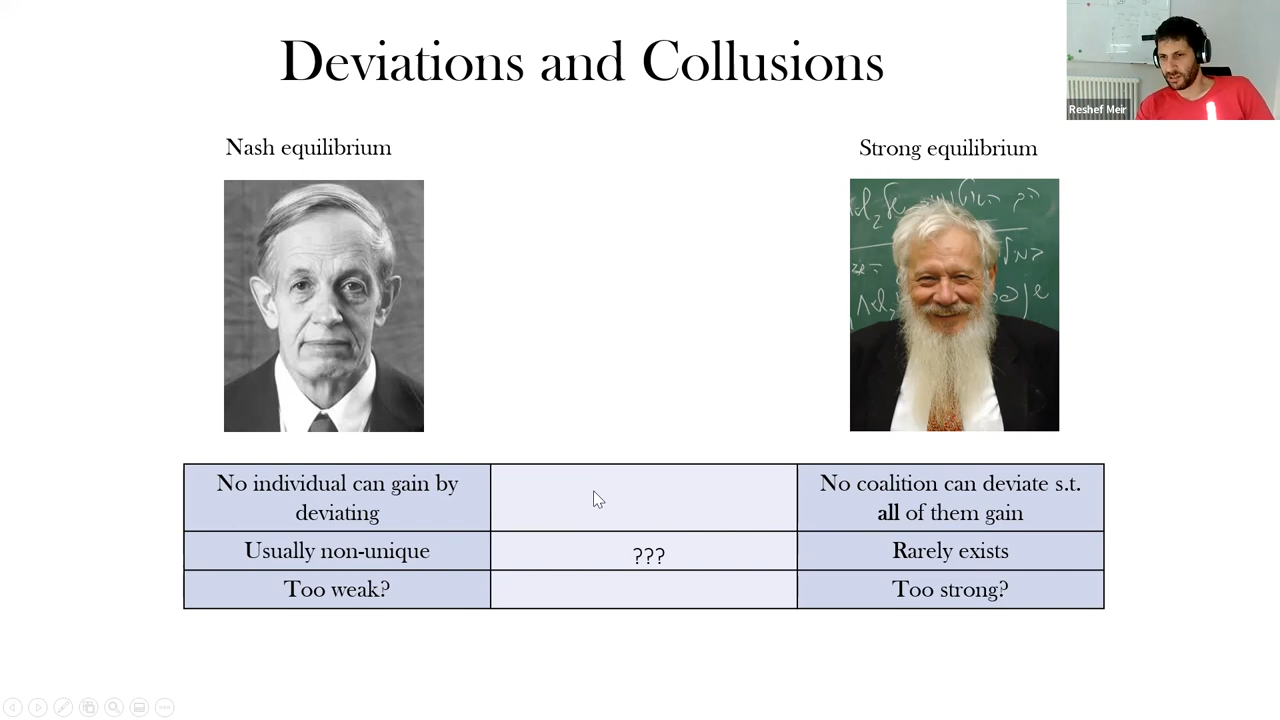 Deviations and Collusions
Reshef Meir
Nash equilibrium
Strong equilibrium
No individual can gain by
deviating
No coalition can deviate s.t.
all of them gain
Usually non-unique
???
Rarely exists
Too weak?
Too strong?